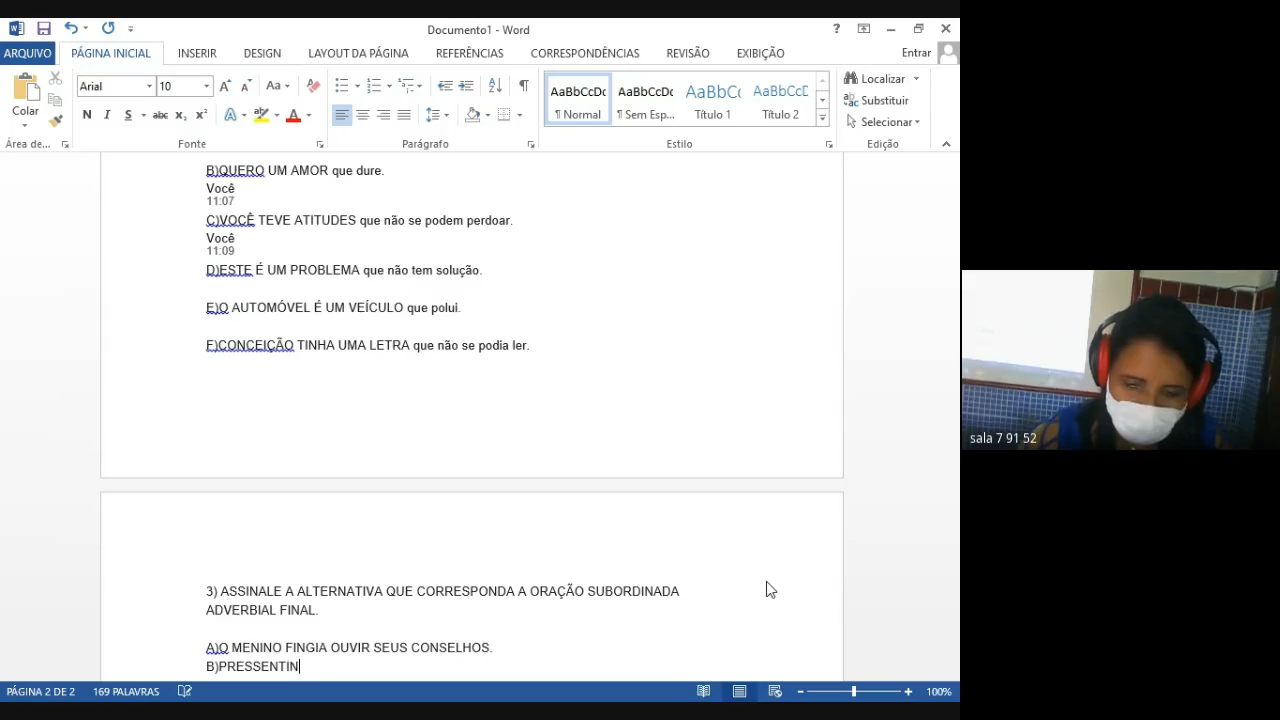 Documento1 - Word
?
ARQUIVO PÁGINA INICIAL INSERIR DESIGN LAYOUT DA PÁGINA REFERÊNCIAS CORRESPONDÊNCIAS REVISÃO EXIBIÇÃO Entrar
Colar
Arial 10 Aa
N I S abc x₂ x² A A
AaBbCcDc AaBbCcDc AaBbC( AaBbCcD
¶ Normal ¶ Sem Esp... Título 1 Título 2
Localizar
Substituir
Selecionar
Área de... Fonte Parágrafo Estilo Edição
B)QUERO UM AMOR que dure.
Você
11:07
C)VOCÊ TEVE ATITUDES que não se podem perdoar.
Você
11:09
D)ESTE É UM PROBLEMA que não tem solução.
E)O AUTOMÓVEL É UM VEÍCULO que polui.
F)CONCEIÇÃO TINHA UMA LETRA que não se podia ler.
3) ASSINALE A ALTERNATIVA QUE CORRESPONDA A ORAÇÃO SUBORDINADA
ADVERBIAL FINAL.
A)O MENINO FINGIA OUVIR SEUS CONSELHOS.
B)PRESSENTIN
PÁGINA 2 DE 2 169 PALAVRAS 100%
sala 7 91 52